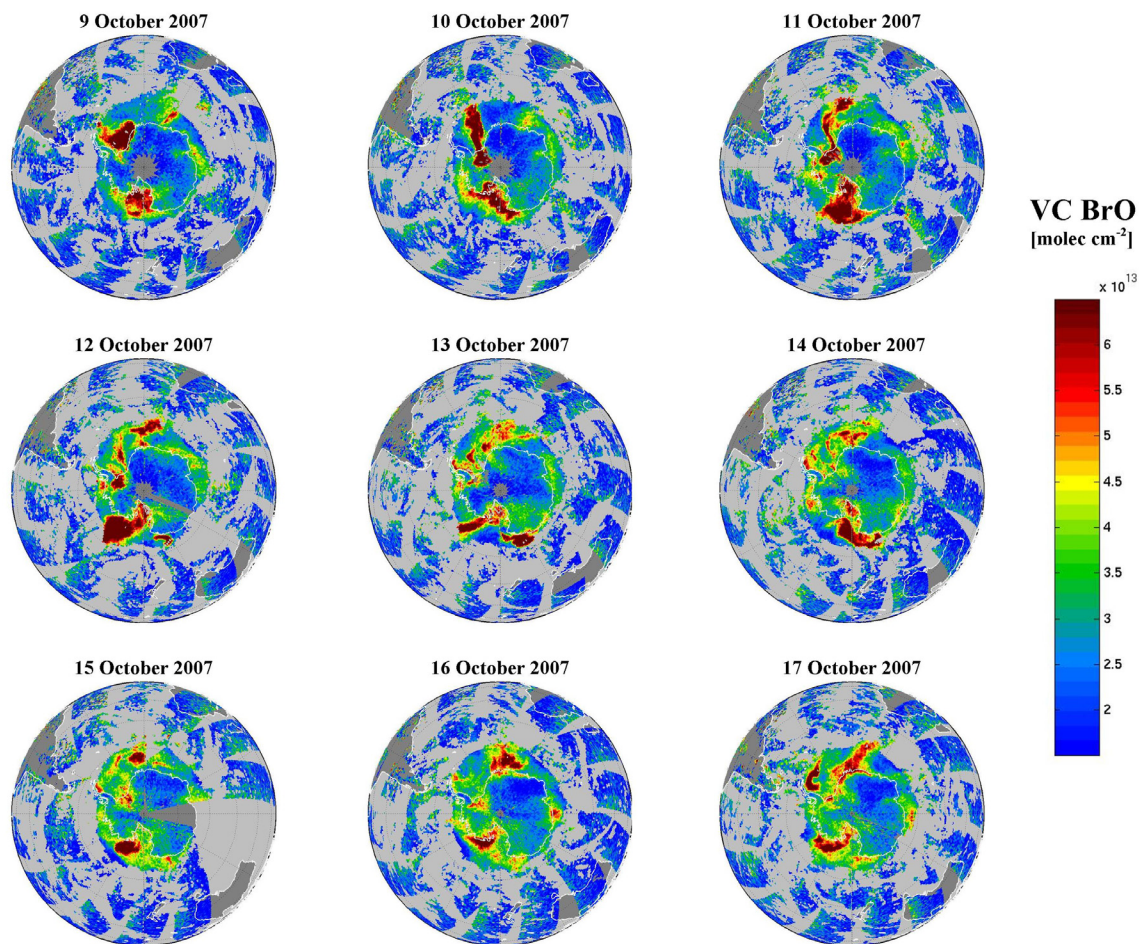 9 October 2007
10 October 2007
11 October 2007
VC BrO
[molec cm-2]
x 10 13
6
5.5
5
4.5
4
3.5
3
2.5
2
12 October 2007
13 October 2007
14 October 2007
15 October 2007
16 October 2007
17 October 2007